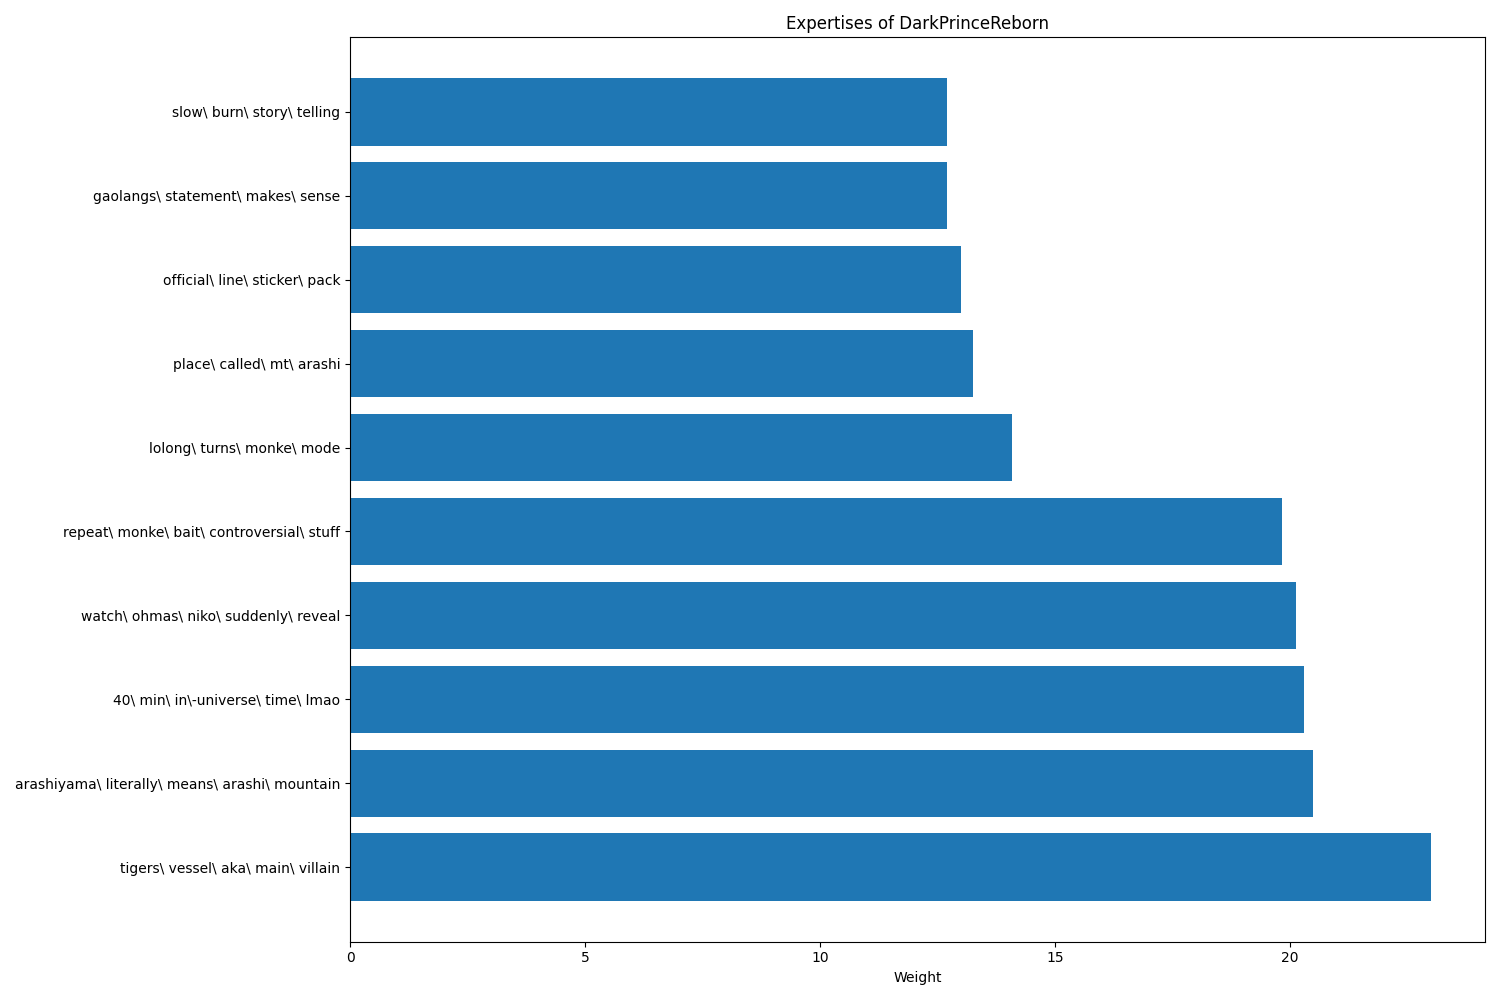 Expertises of DarkPrinceReborn
slow\ burn\ story\ telling
gaolangs\ statement\ makes\ sense
official\ line\ sticker\ pack
place\ called\ mt\ arashi
lolong\ turns\ monke\ mode
repeat\ monke\ bait\ controversial\ stuff
watch\ ohmas\ niko\ suddenly\ reveal
40\ min\ in\-universe\ time\ lmao
arashiyama\ literally\ means\ arashi\ mountain
tigers\ vessel\ aka\ main\ villain
0 5 10 15 20
Weight